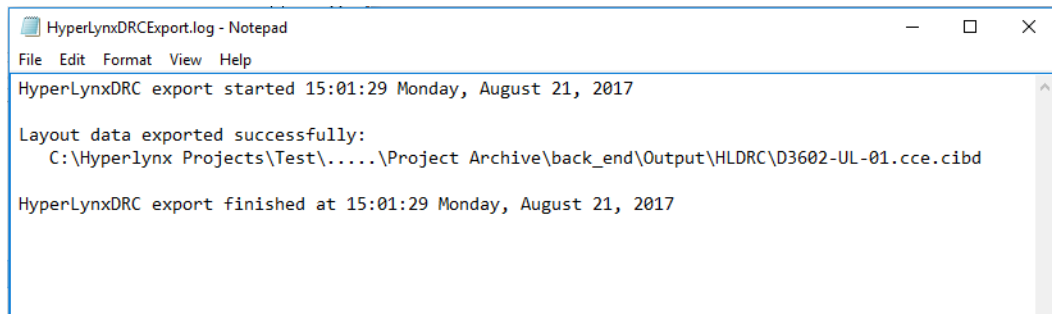 HyperLynxDRCExport.log - Notepad
File Edit Format View Help
HyperLynxDRC export started 15:01:29 Monday, August 21, 2017
Layout data exported successfully:
C:\Hyperlynx Projects\Test\.....\Project Archive\back_end\Output\HLDRC\D3602-UL-01.cce.cibd
HyperLynxDRC export finished at 15:01:29 Monday, August 21, 2017